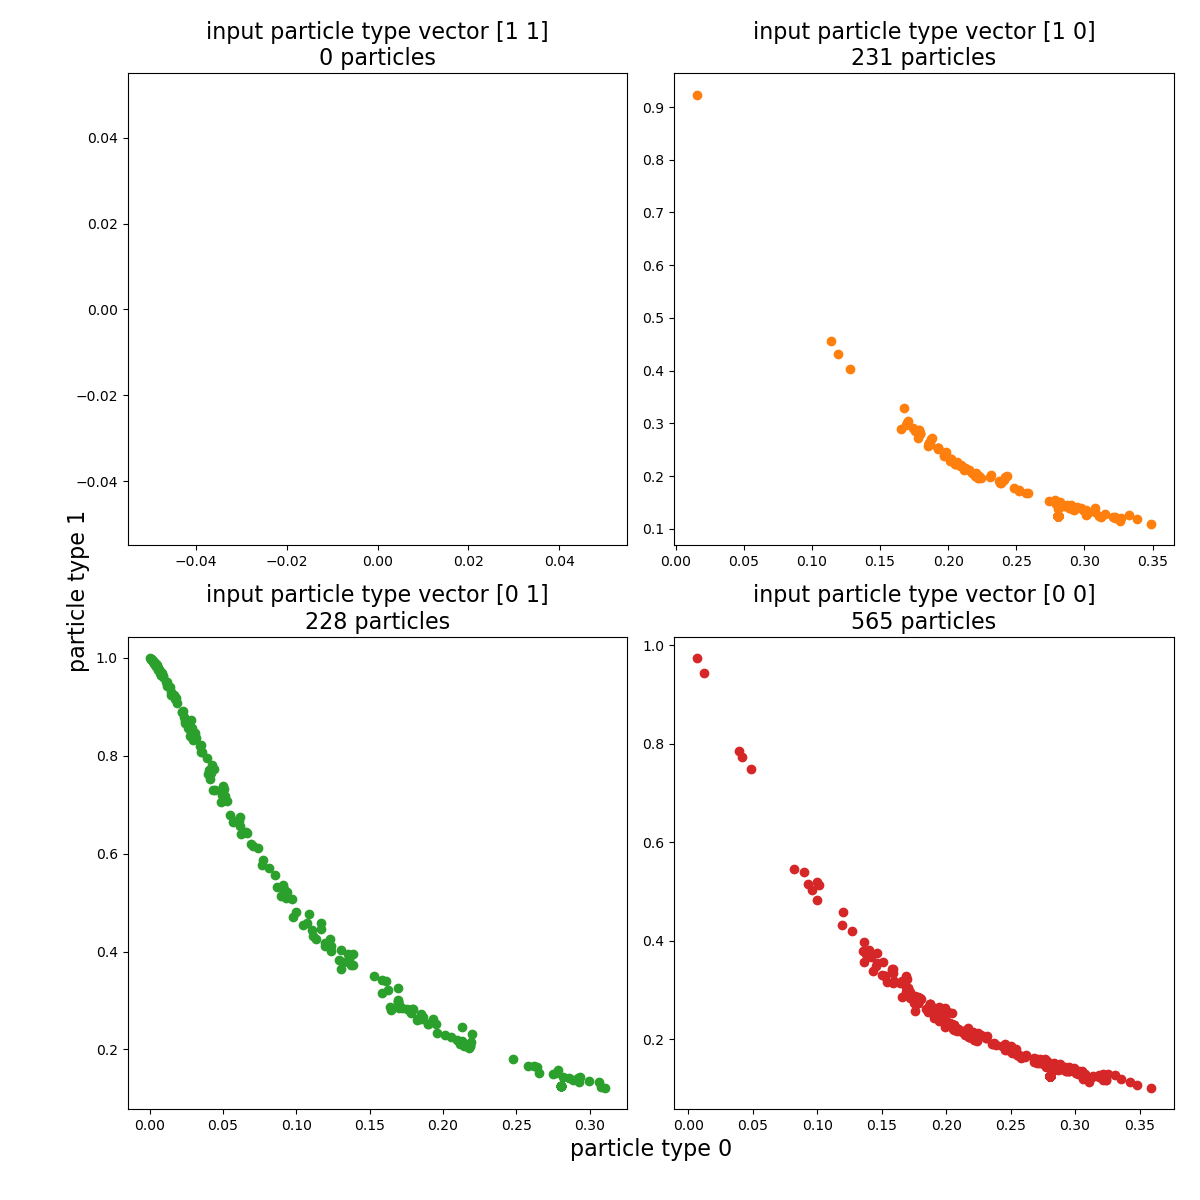 input particle type vector [1 1]
0 particles
input particle type vector [1 0]
231 particles
0.04
0.02
0.00
−0.02
−0.04
−0.04 −0.02 0.00 0.02 0.04
0.9
0.8
0.7
0.6
0.5
0.4
0.3
0.2
0.1
0.00 0.05 0.10 0.15 0.20 0.25 0.30 0.35
particle type 1
input particle type vector [0 1]
228 particles
input particle type vector [0 0]
565 particles
1.0
0.8
0.6
0.4
0.2
0.00 0.05 0.10 0.15 0.20 0.25 0.30
1.0
0.8
0.6
0.4
0.2
0.00 0.05 0.10 0.15 0.20 0.25 0.30 0.35
particle type 0